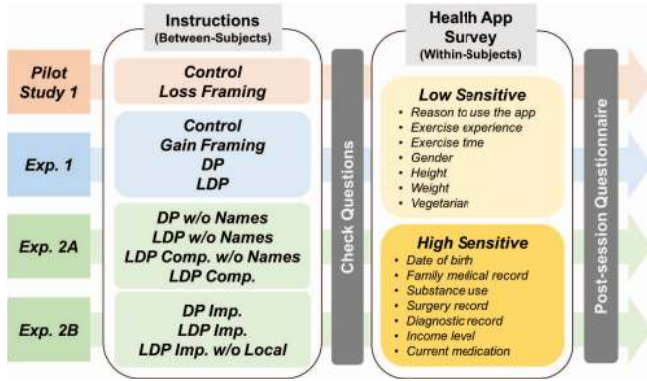 Instructions
(Between-Subjects)
Health App
Survey
(Within-Subjects)
Pilot
Study 1
Control
Loss Framing
Exp. 1
Control
Gain Framing
DP
LDP
Exp. 2A
DP w/o Names
LDP w/o Names
LDP Comp. w/o Names
LDP Comp.
Exp. 2B
DP Imp.
LDP Imp.
LDP Imp. w/o Local
Check Questions
Low Sensitive
• Reason to use the app
• Exercise experience
• Exercise time
• Gender
• Height
• Weight
• Vegetarian
High Sensitive
• Date of birth
• Family medical record
• Substance use
• Surgery record
• Diagnostic record
• Income level
• Current medication
Post-session Questionnaire